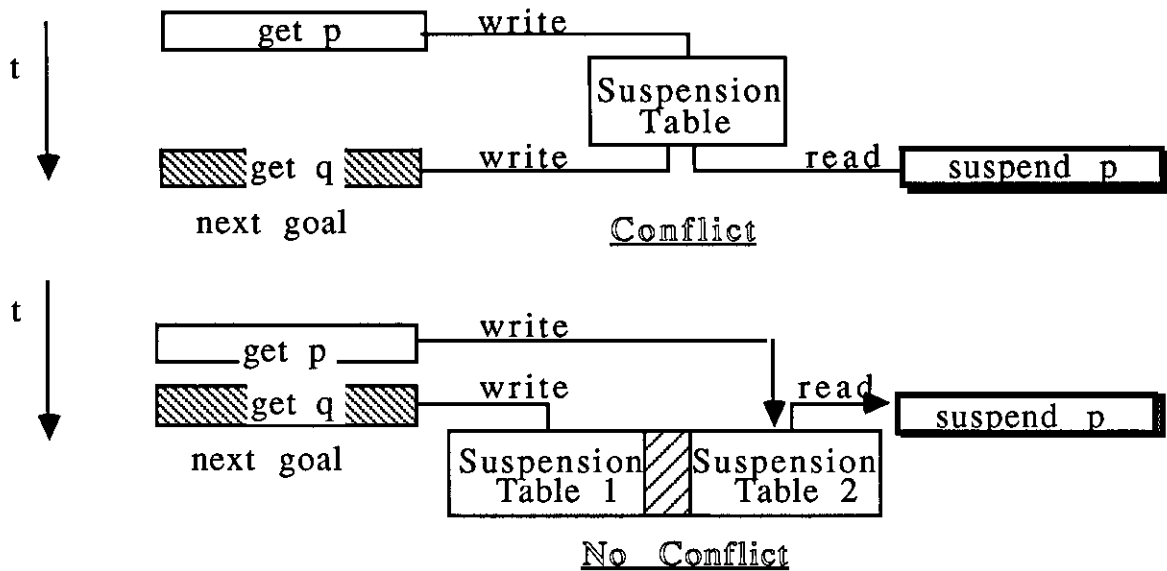 get p write
t
Suspension
Table
get q write read suspend p
next goal
Conflict
t
write
get p
write read
get q suspend p
next goal
Suspension Suspension
Table 1 Table 2
No Conflict